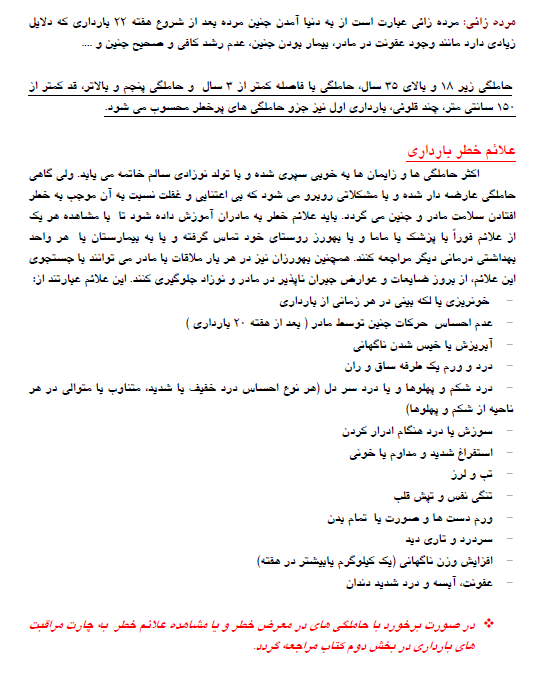 مرده زائی: مرده زائی عبارت است از به دنیا آمدن جنین مرده بعد از شروع هفته ۲۲ بارداری که دلایل
زیادی دارد مانند وجود عفونت در مادر، بیمار بودن جنین، عدم رشد کافی و صحیح جنین و ....
حاملگی زیر ۱۸ و بالای ۳۵ سال، حاملگی با فاصله کمتر از ۳ سال و حاملگی پنجم و بالاتر، قد کمتر از
۱۵۰ سانتی متر، چند قلوئی، بارداری اول نیز جزو حاملگی های پرخطر محسوب می شود.
علائم خطر بارداری
اکثر حاملگی ها و زایمان ها به خوبی سپری شده و با تولد نوزادی سالم خاتمه می یابد. ولی گاهی
حاملگی عارضه دار شده و با مشکلاتی روبرو می شود که بی اعتنایی و غفلت نسبت به آن موجب به خطر
افتادن سلامت مادر و جنین می گردد. باید علائم خطر به مادران آموزش داده شود تا با مشاهده هر یک
از علائم فوراً با پزشک یا ماما و یا بهورز روستای خود تماس گرفته و یا به بیمارستان یا هر واحد
بهداشتی درمانی دیگر مراجعه کنند. همچنین بهورزان نیز در هر بار ملاقات با مادر می توانند با جستجوی
این علائم، از بروز ضایعات و عوارض جبران ناپذیر در مادر و نوزاد جلوگیری کنند. این علائم عبارتند از:
- خونریزی یا لکه بینی در هر زمانی از بارداری
- عدم احساس حرکات جنین توسط مادر ( بعد از هفته ۲۰ بارداری )
- آبریزش یا خیس شدن ناگهانی
- درد و ورم یک طرفه ساق و ران
- درد شکم و پهلوها و یا درد سر دل (هر نوع احساس درد خفیف یا شدید، متناوب یا متوالی در هر
ناحیه از شکم و پهلوها)
- سوزش یا درد هنگام ادرار کردن
- استفراغ شدید و مداوم یا خونی
- تب و لرز
- تنگی نفس و تپش قلب
- ورم دست ها و صورت یا تمام بدن
- سردرد و تاری دید
- افزایش وزن ناگهانی (یک کیلوگرم یابیشتر در هفته)
- عفونت، آبسه و درد شدید دندان
❖ در صورت برخورد با حاملگی های در معرض خطر و یا مشاهده علائم خطر به چارت مراقبت
های بارداری در بخش دوم کتاب مراجعه گردد.